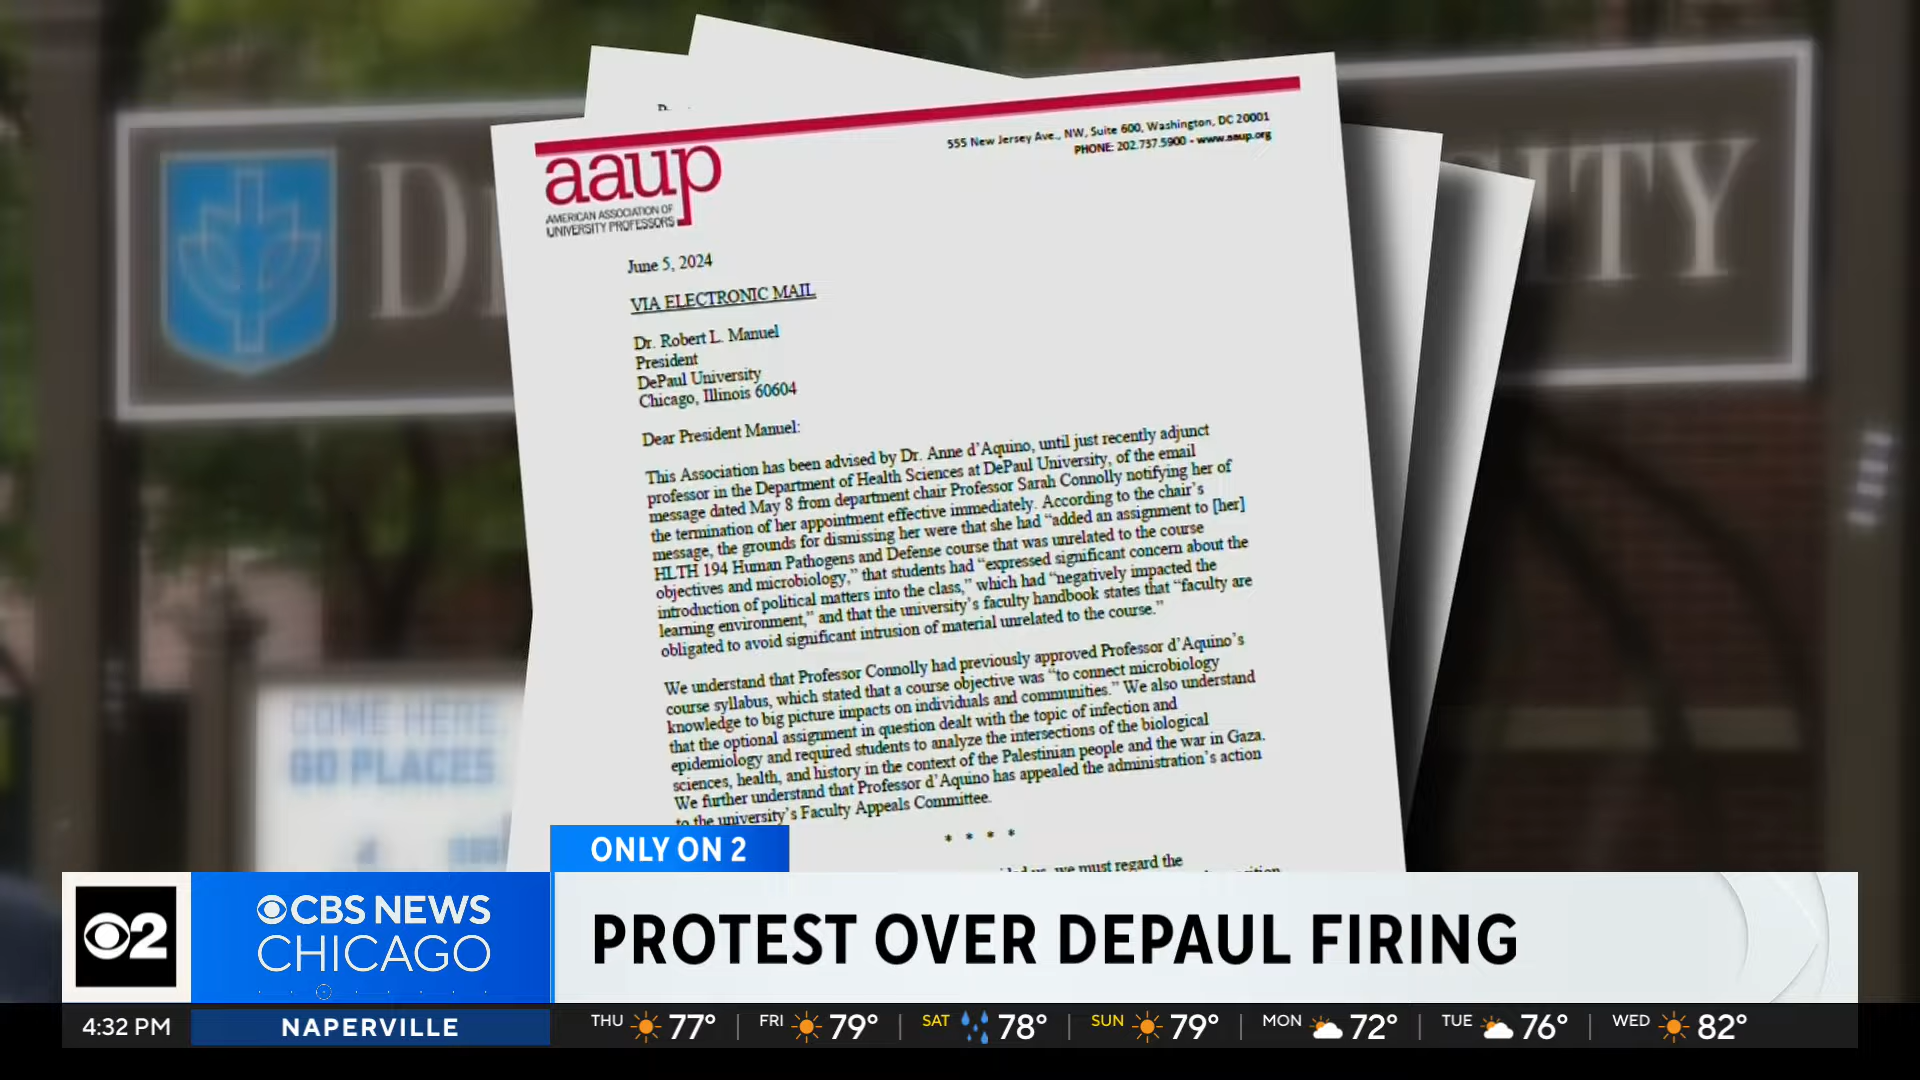 555 New Jersey Ave., NW, Suite 600, Washington, DC 20001
PHONE: 202.737.5900 - www.aaup.org
aaup
AMERICAN ASSOCIATION OF
UNIVERSITY PROFESSORS
June 5, 2024
VIA ELECTRONIC MAIL
Dr. Robert L. Manuel
President
DePaul University
Chicago, Illinois 60604
Dear President Manuel:
This Association has been advised by Dr. Anne d'Aquino, until just recently adjunct
professor in the Department of Health Sciences at DePaul University, of the email
message dated May 8 from department chair Professor Sarah Connolly notifying her of
the termination of her appointment effective immediately. According to the chair's
message, the grounds for dismissing her were that she had “added an assignment to [her]
HLTH 194 Human Pathogens and Defense course that was unrelated to the course
objectives and microbiology,” that students had “expressed significant concern about the
introduction of political matters into the class,” which had “negatively impacted the
learning environment,” and that the university's faculty handbook states that “faculty are
obligated to avoid significant intrusion of material unrelated to the course.”
We understand that Professor Connolly had previously approved Professor d'Aquino's
course syllabus, which stated that a course objective was “to connect microbiology
knowledge to big picture impacts on individuals and communities.” We also understand
that the optional assignment in question dealt with the topic of infection and
epidemiology and required students to analyze the intersections of the biological
sciences, health, and history in the context of the Palestinian people and the war in Gaza.
We further understand that Professor d'Aquino has appealed the administration's action
to the university's Faculty Appeals Committee.
* * * *
us, we must regard the
D
ITY
COME HERE
GO PLACES
ONLY ON 2
2
CBS NEWS
CHICAGO
PROTEST OVER DEPAUL FIRING
4:32 PM
NAPERVILLE
THU 77° | FRI 79° | SAT 78° | SUN 79° | MON 72° | TUE 76° | WED 82°